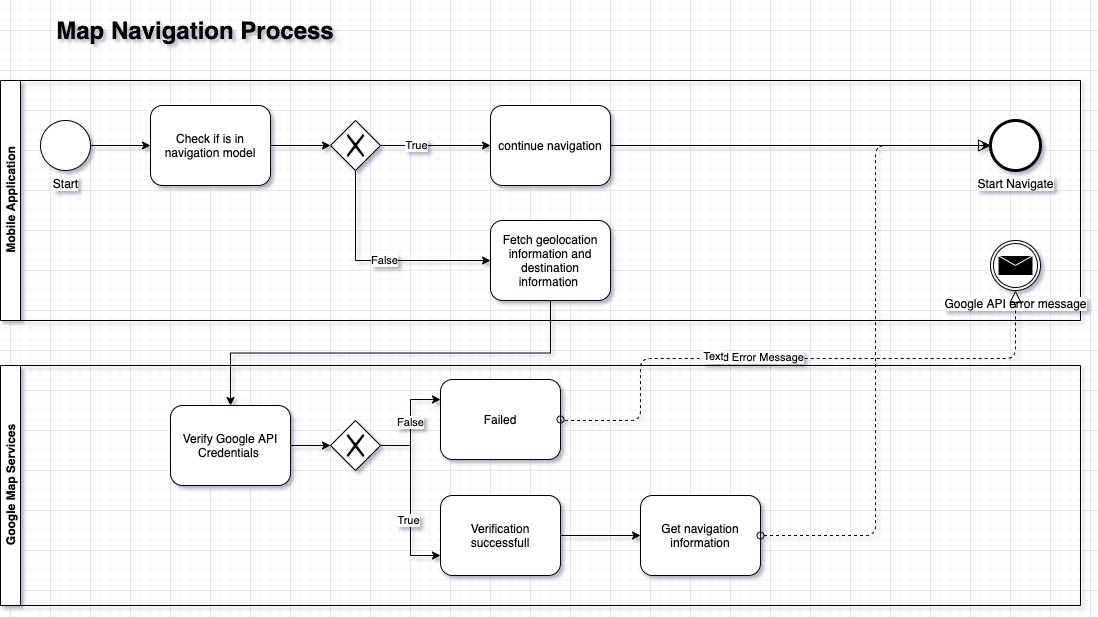 Map Navigation Process
Mobile Application
Start
Check if is in
navigation model
True
continue navigation
Start Navigate
False
Fetch geolocation
information and
destination
information
Google API error message
Google Map Services
Text Error Message
Verify Google API
Credentials
False
Failed
True
Verification
successfull
Get navigation
information